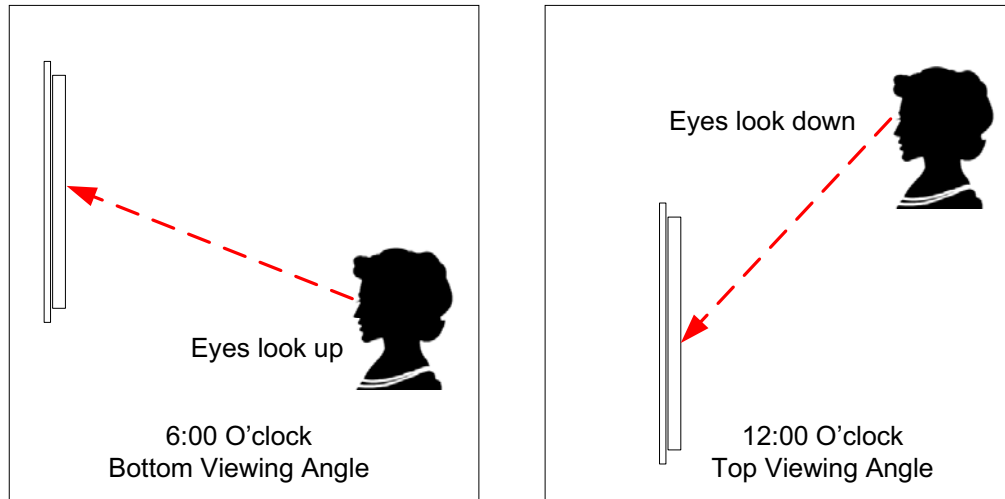 Eyes look up
6:00 O’clock
Bottom Viewing Angle
Eyes look down
12:00 O’clock
Top Viewing Angle